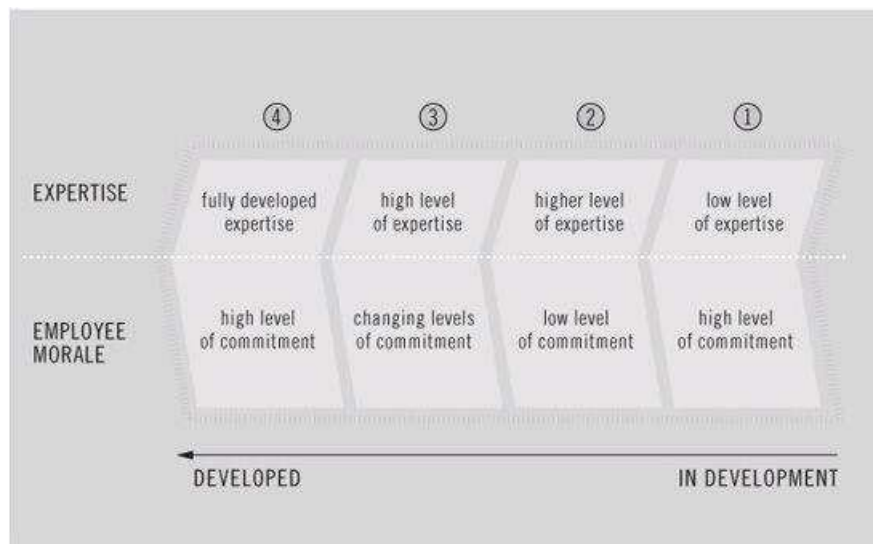 ④ ③ ② ①
EXPERTISE
fully developed
expertise
high level
of expertise
higher level
of expertise
low level
of expertise
EMPLOYEE
MORALE
high level
of commitment
changing levels
of commitment
low level
of commitment
high level
of commitment
DEVELOPED
IN DEVELOPMENT